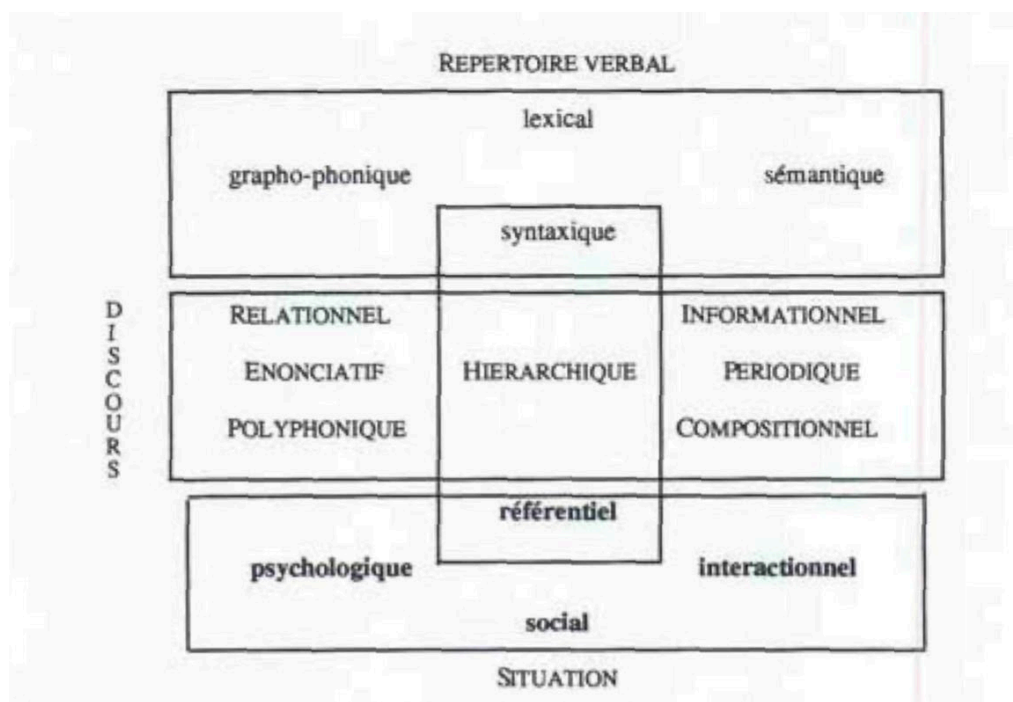 REPERTOIRE VERBAL
lexical
grapho-phonique sémantique
syntaxique
DISCOURS
RELATIONNEL INFORMATIONNEL
ENONCIATIF HIERARCHIQUE PERIODIQUE
POLYPHONIQUE COMPOSITIONNEL
référentiel
psychologique interactionnel
social
SITUATION